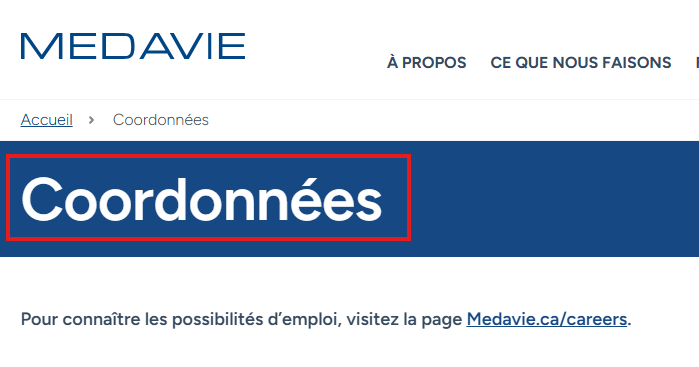 MEDAVIE
À PROPOS CE QUE NOUS FAISONS
Accueil > Coordonnées
Coordonnées
Pour connaître les possibilités d’emploi, visitez la page Medavie.ca/careers.